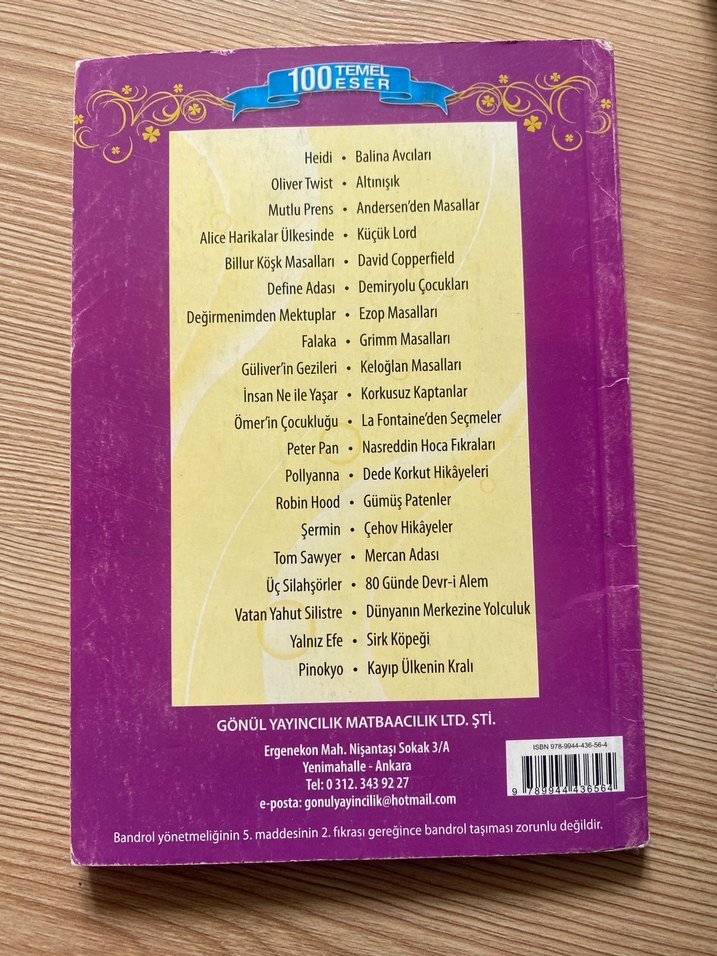 100 TEMEL ESER
Heidi • Balina Avcıları
Oliver Twist • Altınışık
Mutlu Prens • Andersen'den Masallar
Alice Harikalar Ülkesinde • Küçük Lord
Billur Köşk Masalları • David Copperfield
Define Adası • Demiryolu Çocukları
Değirmenimden Mektuplar • Ezop Masalları
Falaka • Grimm Masalları
Güliver'in Gezileri • Keloğlan Masalları
İnsan Ne ile Yaşar • Korkusuz Kaptanlar
Ömer'in Çocukluğu • La Fontaine'den Seçmeler
Peter Pan • Nasreddin Hoca Fıkraları
Pollyanna • Dede Korkut Hikâyeleri
Robin Hood • Gümüş Patenler
Şermin • Çehov Hikâyeler
Tom Sawyer • Mercan Adası
Üç Silahşörler • 80 Günde Devr-i Alem
Vatan Yahut Silistre • Dünyanın Merkezine Yolculuk
Yalnız Efe • Sirk Köpeği
Pinokyo • Kayıp Ülkenin Kralı
GÖNÜL YAYINCILIK MATBAACILIK LTD. ŞTİ.
Ergenekon Mah. Nişantaşı Sokak 3/A
Yenimahalle - Ankara
Tel: 0 312. 343 92 27
e-posta: gonulyayincilik@hotmail.com
ISBN 978-9944-436-56-4
9 789944 436564
Bandrol yönetmeliğinin 5. maddesinin 2. fıkrası gereğince bandrol taşıması zorunlu değildir.